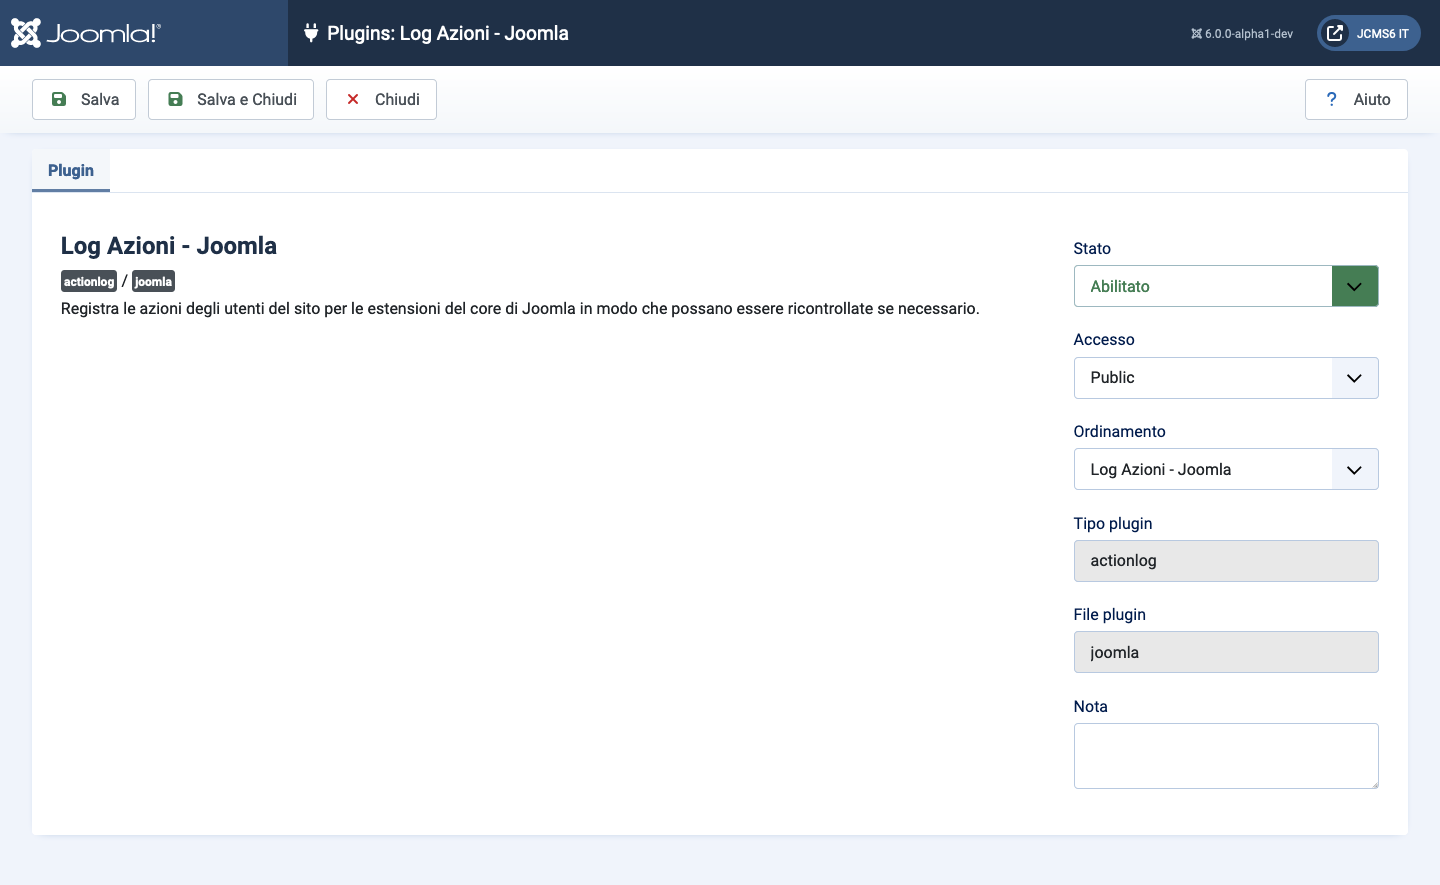 Joomla!®
Plugins: Log Azioni - Joomla
6.0.0-alpha1-dev
JCMS6 IT
Salva
Salva e Chiudi
Chiudi
? Aiuto
Plugin
Log Azioni - Joomla
actionlog / joomla
Registra le azioni degli utenti del sito per le estensioni del core di Joomla in modo che possano essere ricontrollate se necessario.
Stato
Abilitato
Accesso
Public
Ordinamento
Log Azioni - Joomla
Tipo plugin
actionlog
File plugin
joomla
Nota